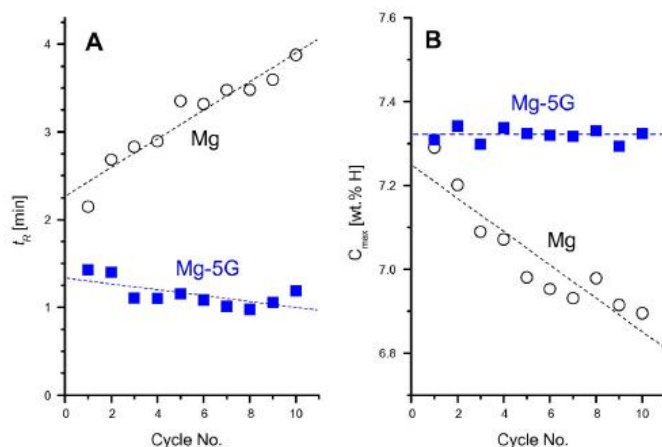 A
4
3
2
1
0
t_R [min]
Mg
Mg-5G
0 2 4 6 8 10
Cycle No.
B
7.6
7.4
7.2
7.0
6.8
C_max [wt.% H]
Mg-5G
Mg
0 2 4 6 8 10
Cycle No.